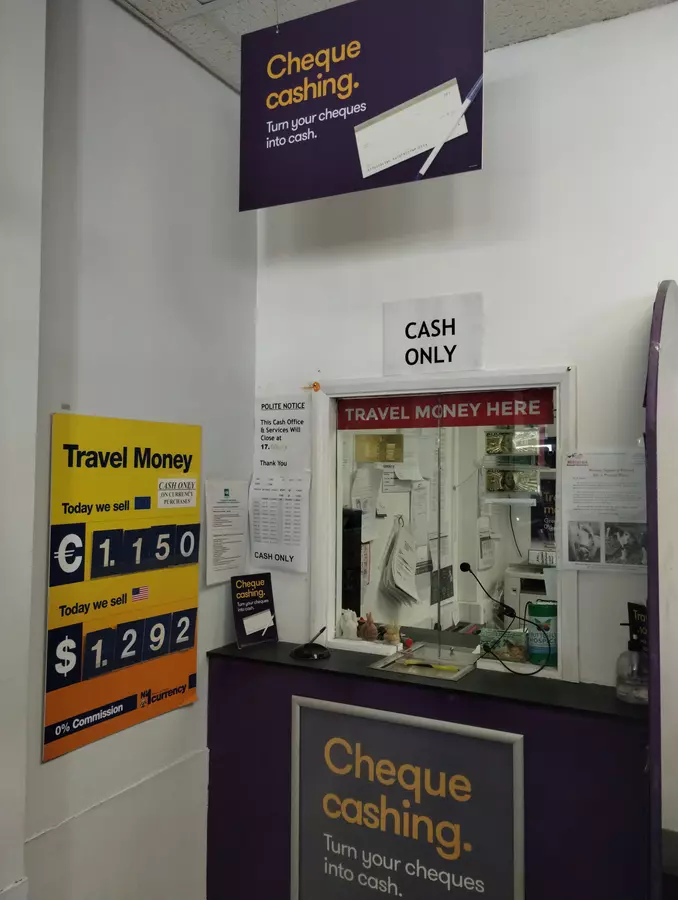 Cheque
cashing.
Turn your cheques
into cash.
CASH
ONLY
TRAVEL MONEY HERE
POLITE NOTICE
This Cash Office
& Services Will
Close at
17.
Thank You
CASH ONLY
Travel Money
CASH ONLY
ON CURRENCY
PURCHASES
Today we sell
€ 1.150
Today we sell
$ 1.292
0% Commission
No1 currency
Cheque
cashing.
Turn your cheques
into cash.
Cheque
cashing.
Turn your cheques
into cash.